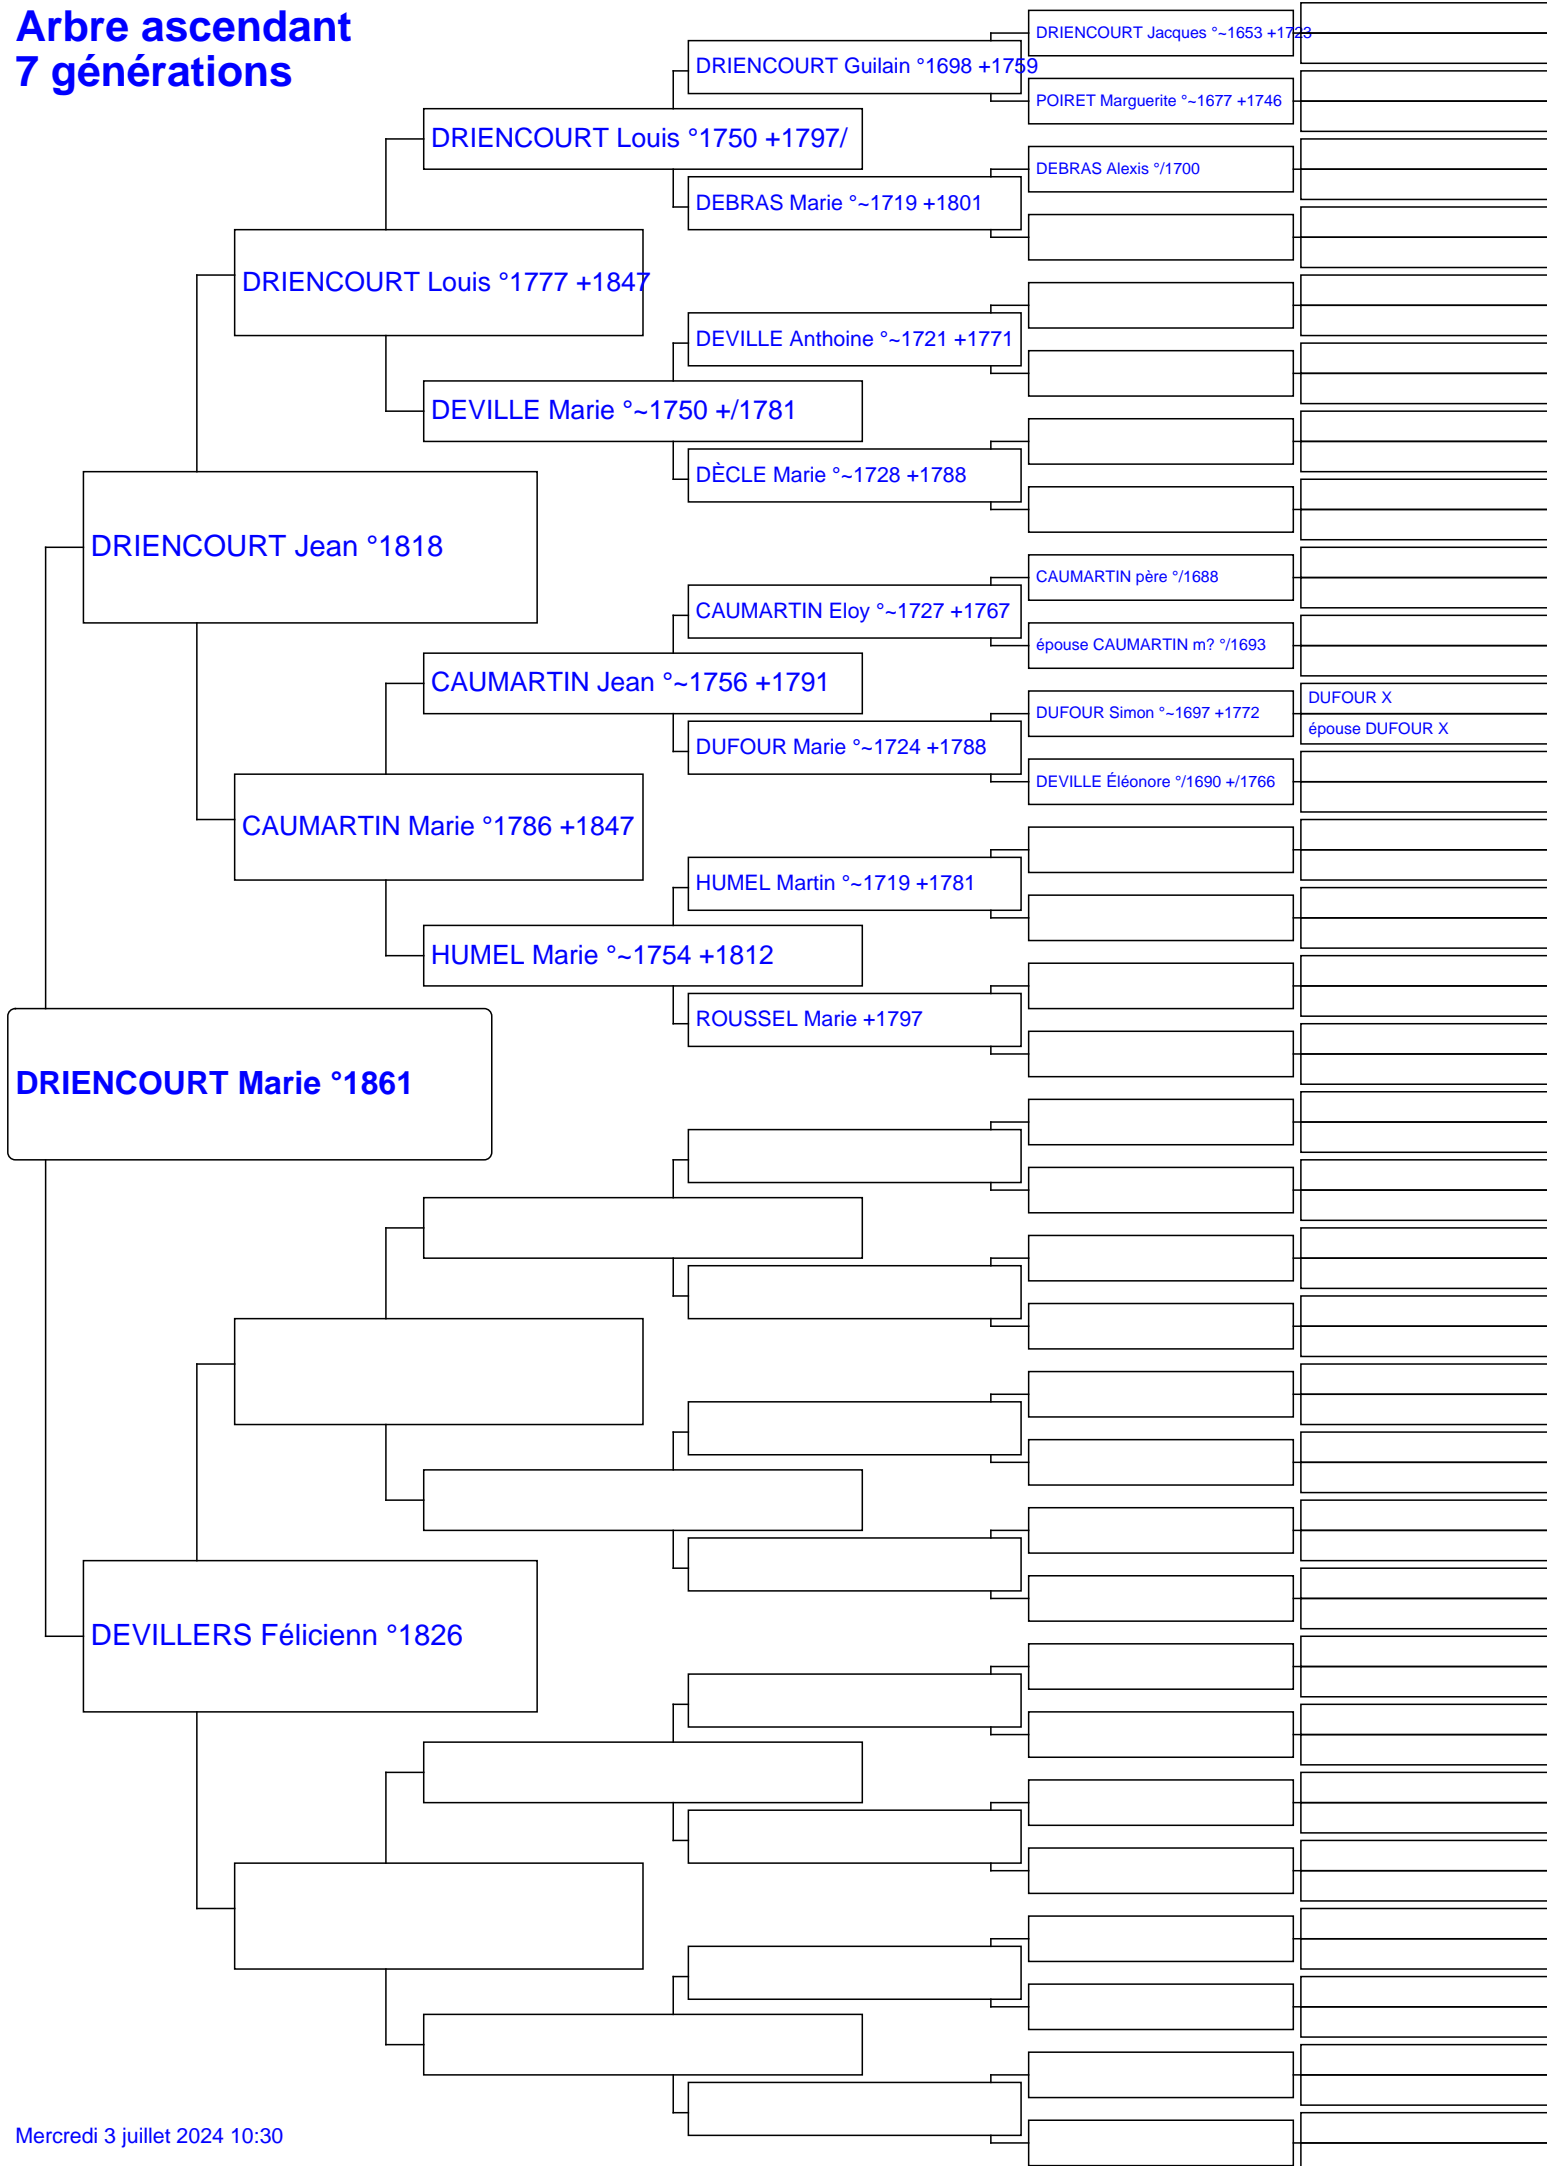 Arbre ascendant
7 générations
DRIENCOURT Jacques °~1653 +1723
DRIENCOURT Guilain °1698 +1759
POIRET Marguerite °~1677 +1746
DRIENCOURT Louis °1750 +1797/
DEBRAS Alexis °/1700
DEBRAS Marie °~1719 +1801
DRIENCOURT Louis °1777 +1847
DEVILLE Anthoine °~1721 +1771
DEVILLE Marie °~1750 +/1781
DÈCLE Marie °~1728 +1788
DRIENCOURT Jean °1818
CAUMARTIN père °/1688
CAUMARTIN Eloy °~1727 +1767
épouse CAUMARTIN m? °/1693
CAUMARTIN Jean °~1756 +1791
DUFOUR X
DUFOUR Simon °~1697 +1772
épouse DUFOUR X
DUFOUR Marie °~1724 +1788
DEVILLE Éléonore °/1690 +/1766
CAUMARTIN Marie °1786 +1847
HUMEL Martin °~1719 +1781
HUMEL Marie °~1754 +1812
ROUSSEL Marie +1797
DRIENCOURT Marie °1861
DEVILLERS Félicienn °1826
Mercredi 3 juillet 2024 10:30